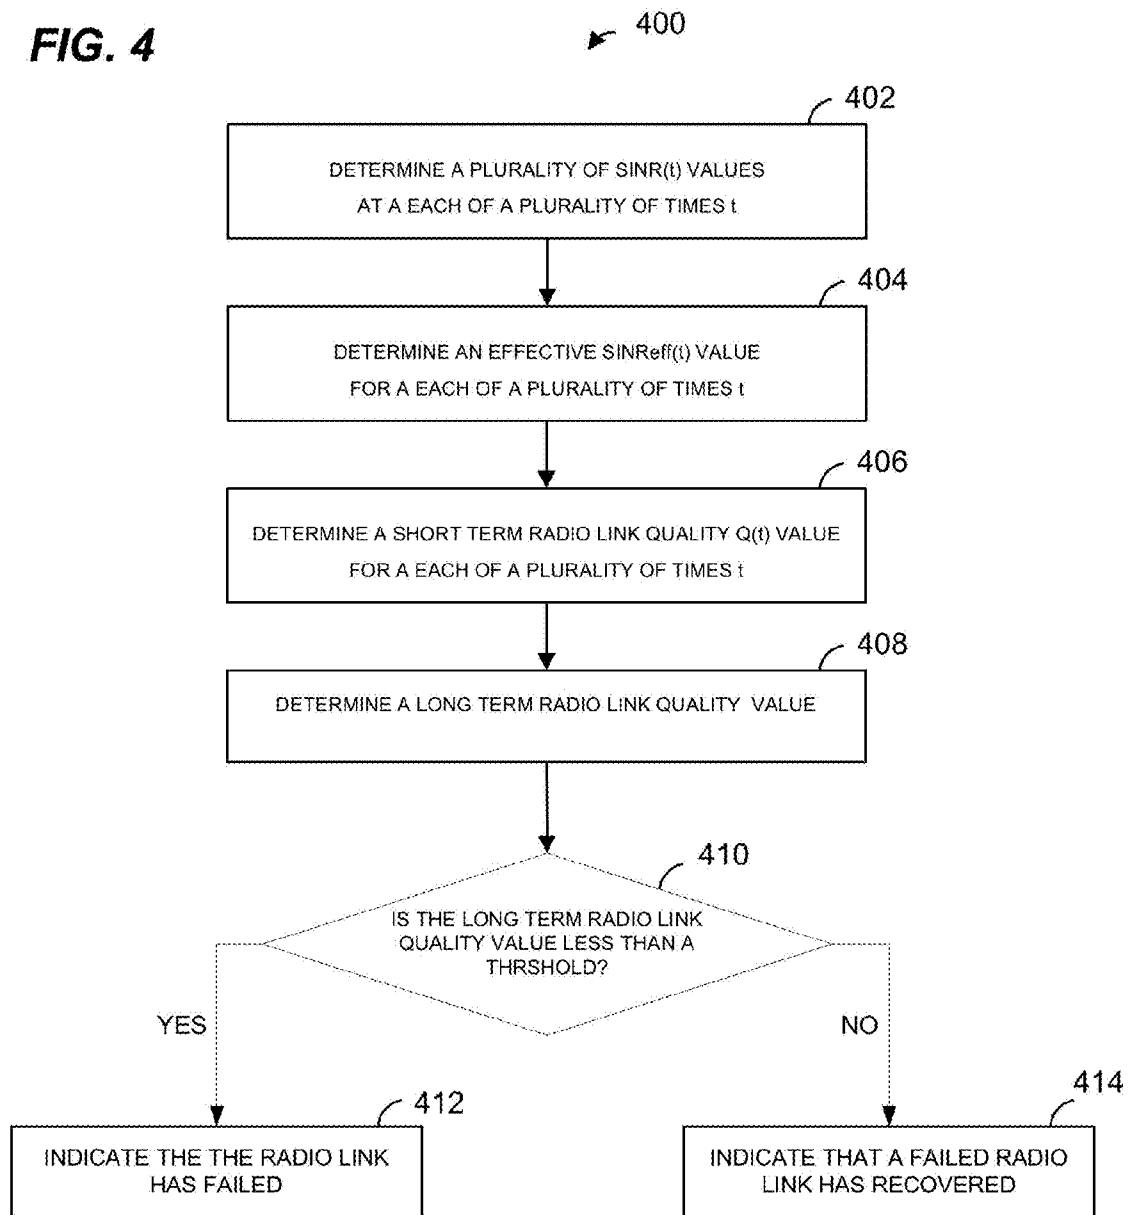 FIG. 4
400
402
DETERMINE A PLURALITY OF SINR(t) VALUES
AT A EACH OF A PLURALITY OF TIMES t
404
DETERMINE AN EFFECTIVE SINReff(t) VALUE
FOR A EACH OF A PLURALITY OF TIMES t
406
DETERMINE A SHORT TERM RADIO LINK QUALITY Q(t) VALUE
FOR A EACH OF A PLURALITY OF TIMES t
408
DETERMINE A LONG TERM RADIO LINK QUALITY VALUE
410
IS THE LONG TERM RADIO LINK
QUALITY VALUE LESS THAN A
THRSHOLD?
YES
NO
412
INDICATE THE THE RADIO LINK
HAS FAILED
414
INDICATE THAT A FAILED RADIO
LINK HAS RECOVERED